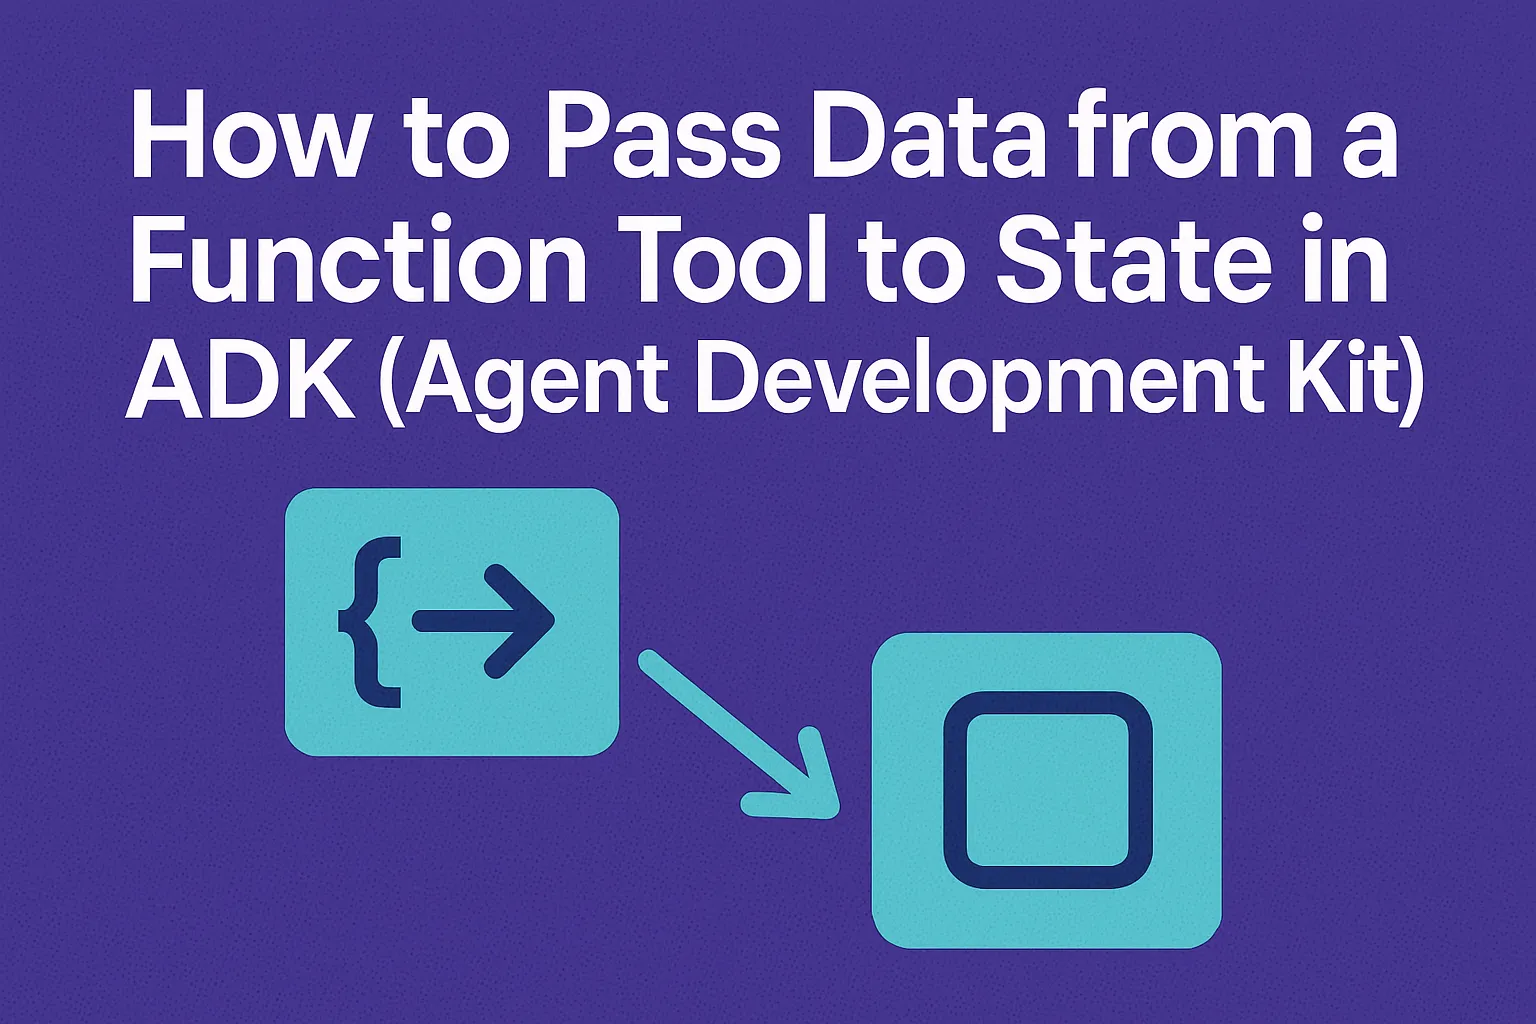 How to Pass Data from a
Function Tool to State in
ADK (Agent Development Kit)
{